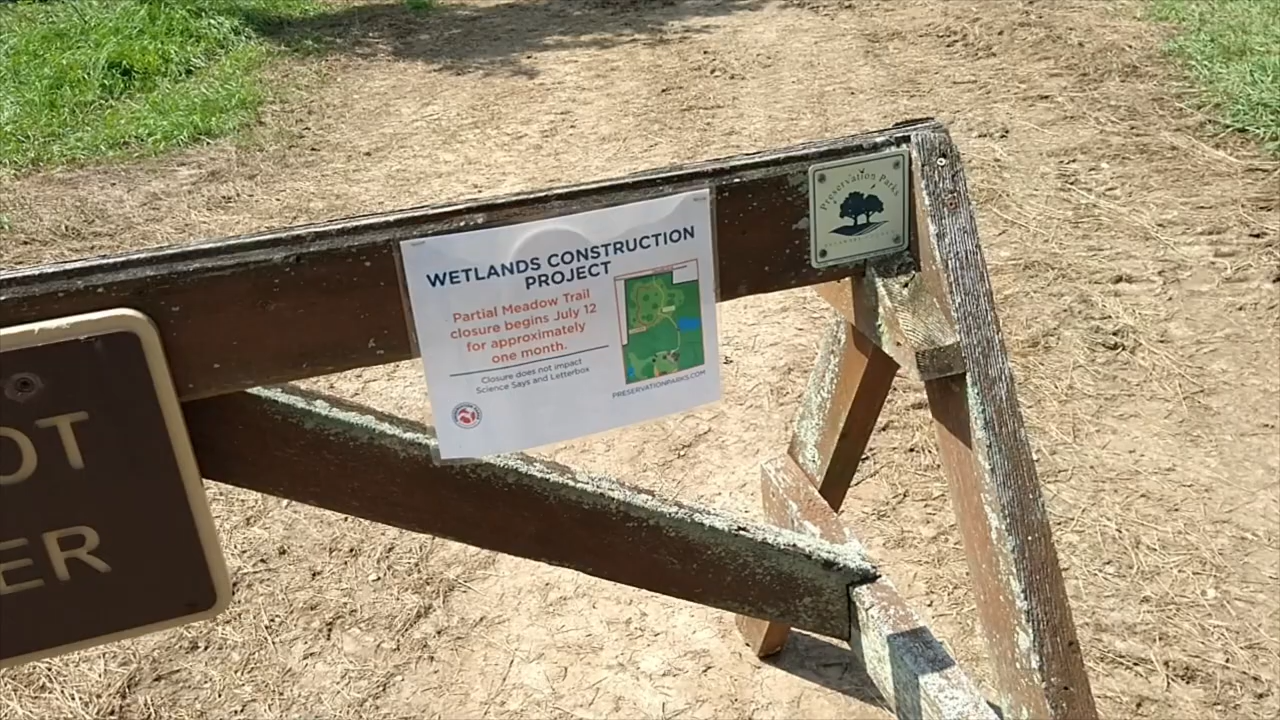 OT
ER
WETLANDS CONSTRUCTION
PROJECT
Partial Meadow Trail
closure begins July 12
for approximately
one month.
Closure does not impact
Science Says and Letterbox
PRESERVATIONPARKS.COM
Preservation Parks